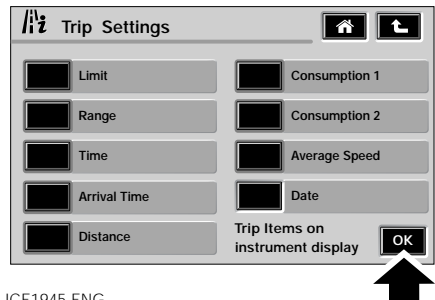 Trip Settings
Limit
Range
Time
Arrival Time
Distance
Consumption 1
Consumption 2
Average Speed
Date
Trip Items on
instrument display
OK
JCE1945 ENG